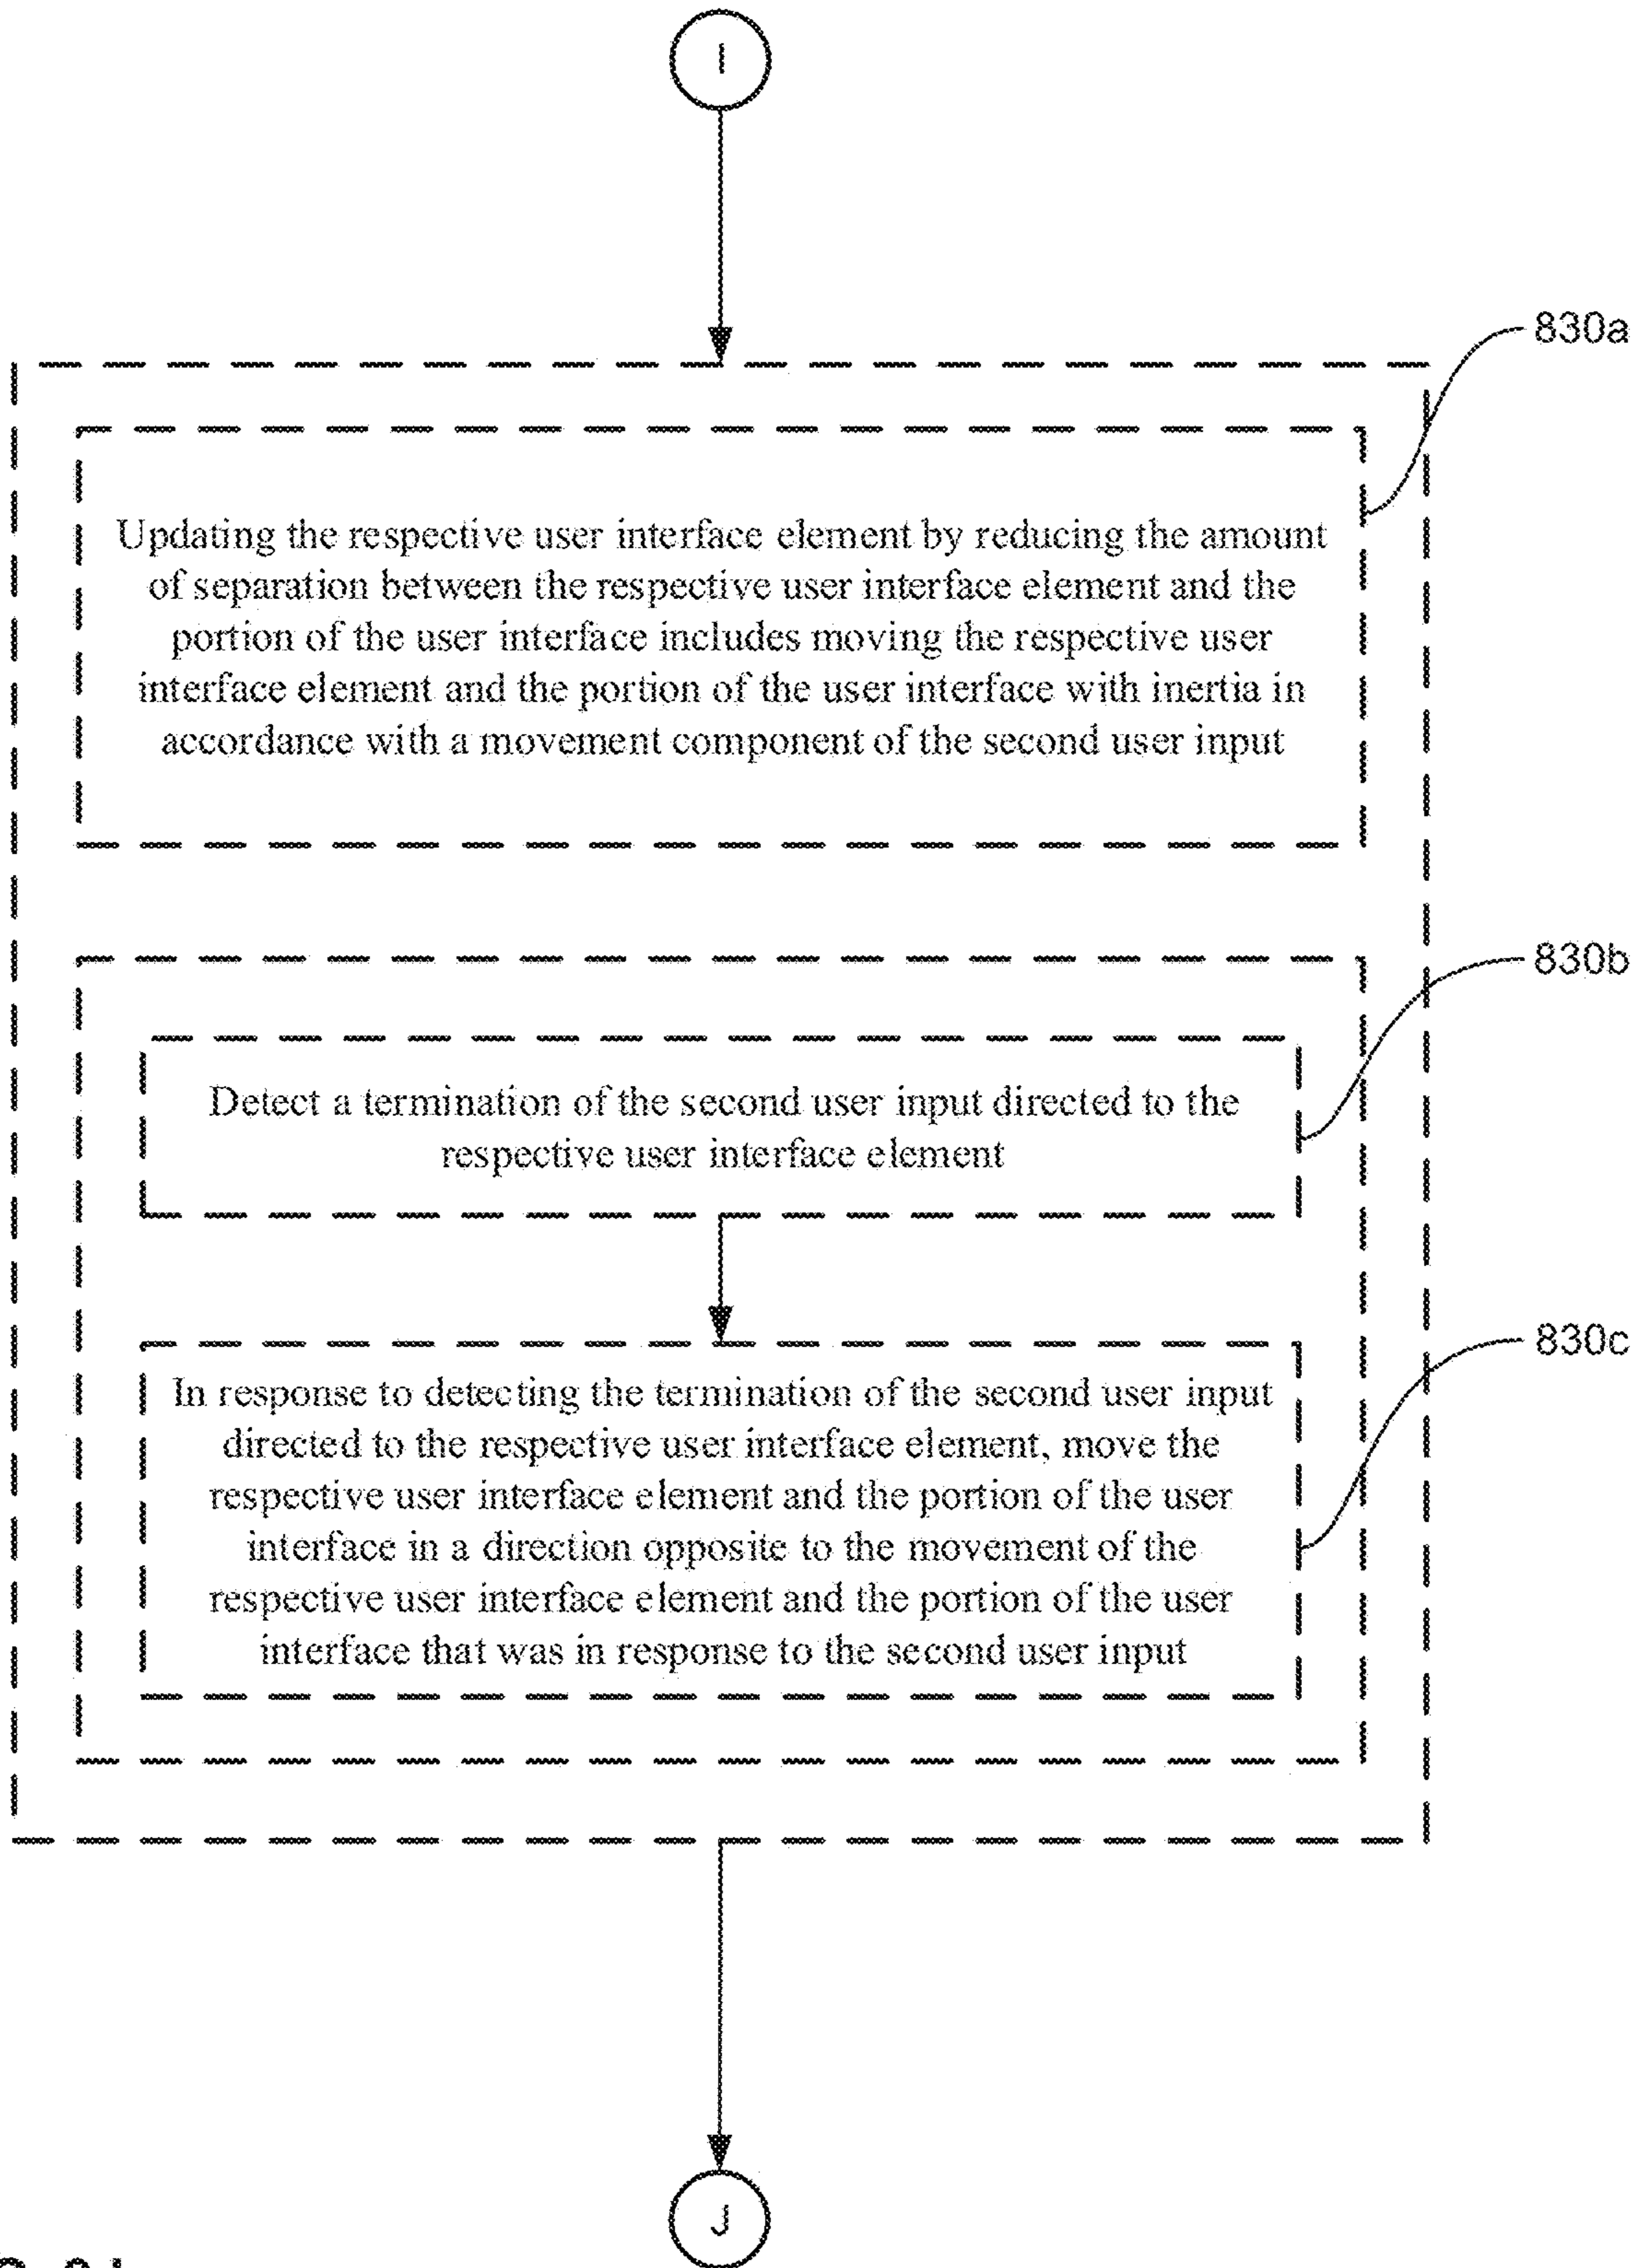 I
830a
Updating the respective user interface element by reducing the amount
of separation between the respective user interface element and the
portion of the user interface includes moving the respective user
interface element and the portion of the user interface with inertia in
accordance with a movement component of the second user input
830b
Detect a termination of the second user input directed to the
respective user interface element
830c
In response to detecting the termination of the second user input
directed to the respective user interface element, move the
respective user interface element and the portion of the user
interface in a direction opposite to the movement of the
respective user interface element and the portion of the user
interface that was in response to the second user input
J